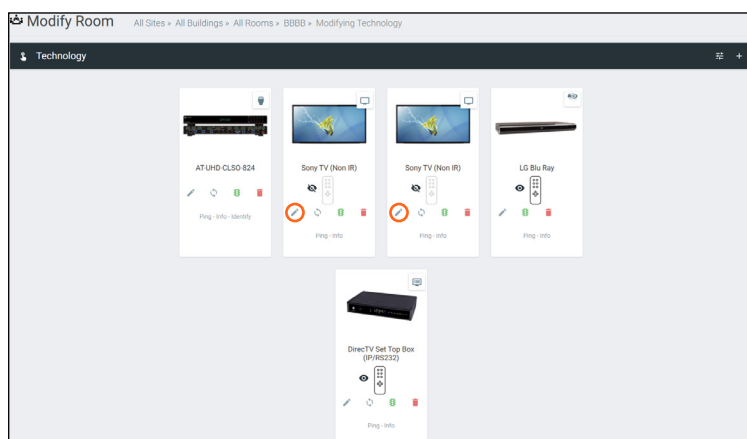 Modify Room
All Sites » All Buildings » All Rooms » BBBB » Modifying Technology
Technology
AT-UHD-CLSO-824
Ping - Info - Identify
Sony TV (Non IR)
Ping - Info
Sony TV (Non IR)
Ping - Info
LG Blu Ray
Ping - Info
DirecTV Set Top Box
(IP/RS232)
Ping - Info